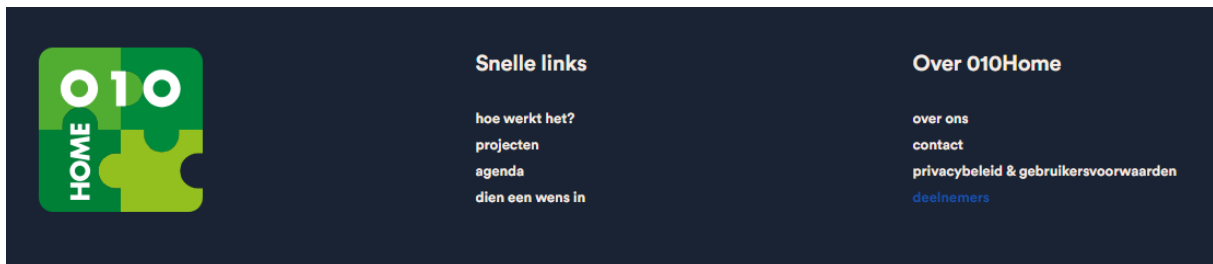 010
HOME
Snelle links
hoe werkt het?
projecten
agenda
dien een wens in
Over 010Home
over ons
contact
privacybeleid & gebruikersvoorwaarden
deelnemers